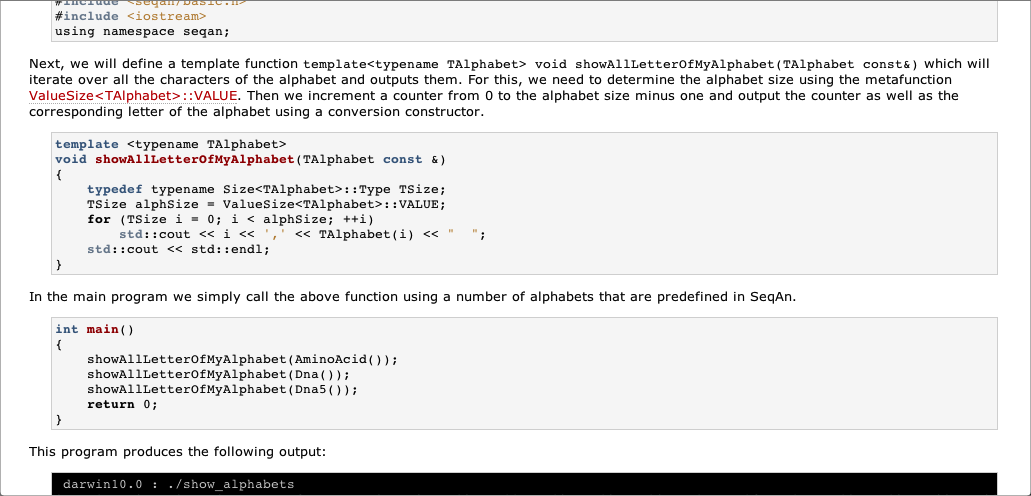 #include <seqan/basic.h>
#include <iostream>
using namespace seqan;
Next, we will define a template function template<typename TAlphabet> void showAllLetterOfMyAlphabet(TAlphabet const&) which will
iterate over all the characters of the alphabet and outputs them. For this, we need to determine the alphabet size using the metafunction
ValueSize<TAlphabet>::VALUE. Then we increment a counter from 0 to the alphabet size minus one and output the counter as well as the
corresponding letter of the alphabet using a conversion constructor.
template <typename TAlphabet>
void showAllLetterOfMyAlphabet(TAlphabet const &)
{
    typedef typename Size<TAlphabet>::Type TSize;
    TSize alphSize = ValueSize<TAlphabet>::VALUE;
    for (TSize i = 0; i < alphSize; ++i)
        std::cout << i << ',' << TAlphabet(i) << "  ";
    std::cout << std::endl;
}
In the main program we simply call the above function using a number of alphabets that are predefined in SeqAn.
int main()
{
    showAllLetterOfMyAlphabet(AminoAcid());
    showAllLetterOfMyAlphabet(Dna());
    showAllLetterOfMyAlphabet(Dna5());
    return 0;
}
This program produces the following output:
darwin10.0 : ./show_alphabets